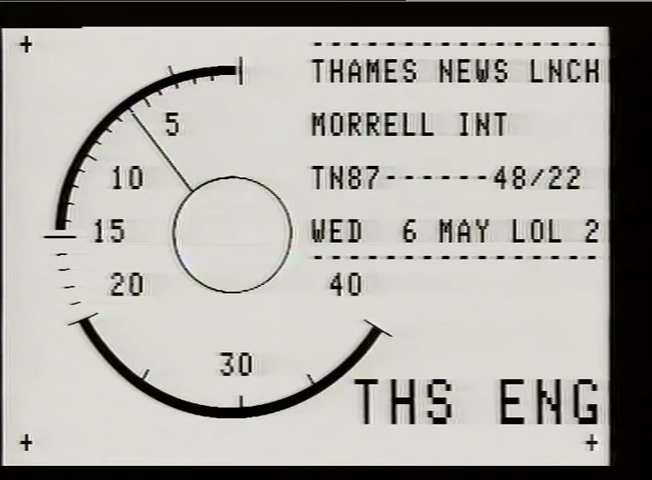 THAMES NEWS LNCH
5
MORRELL INT
10
TN87------48/22
15
WED 6 MAY LOL 2
20
40
30
THS ENG